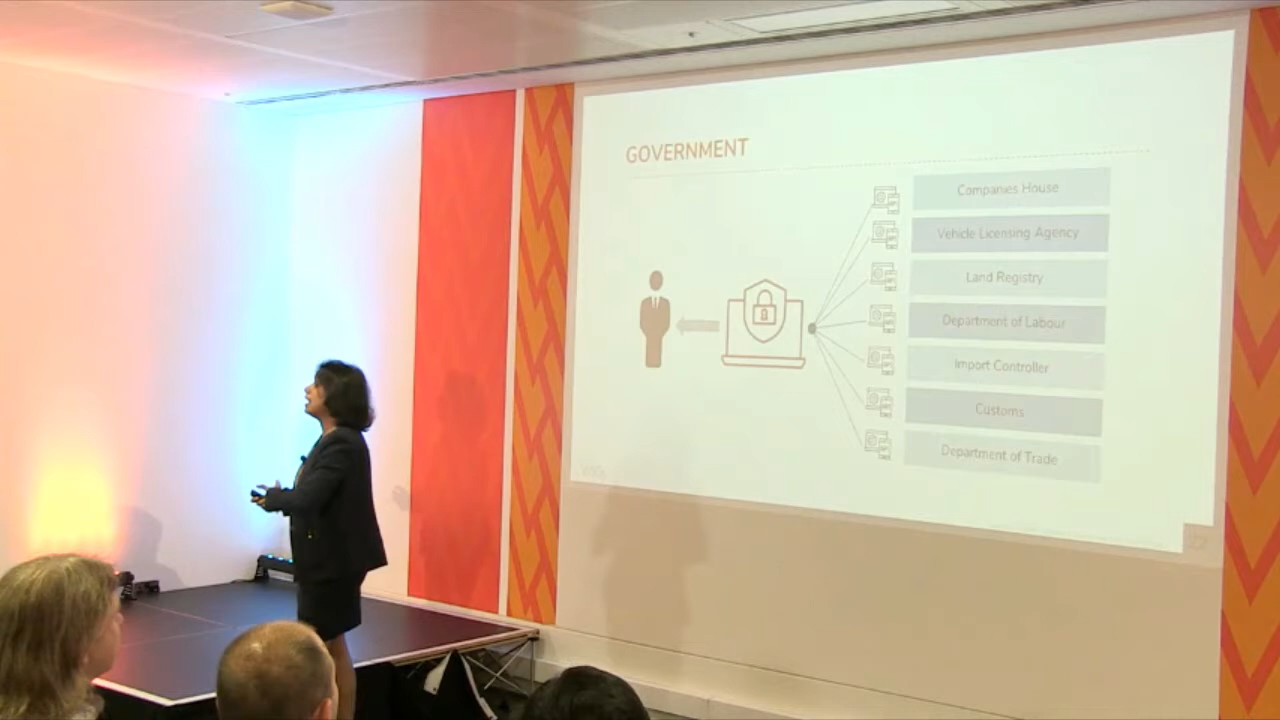 GOVERNMENT
Companies House
Vehicle Licensing Agency
Land Registry
Department of Labour
Import Controller
Customs
Department of Trade